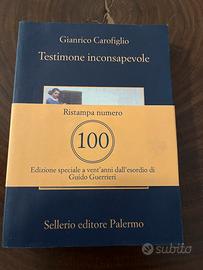 Gianrico Carofiglio
Testimone inconsapevole
Ristampa numero
100
Edizione speciale a vent'anni dall'esordio di
Guido Guerrieri
Sellerio editore Palermo
subito